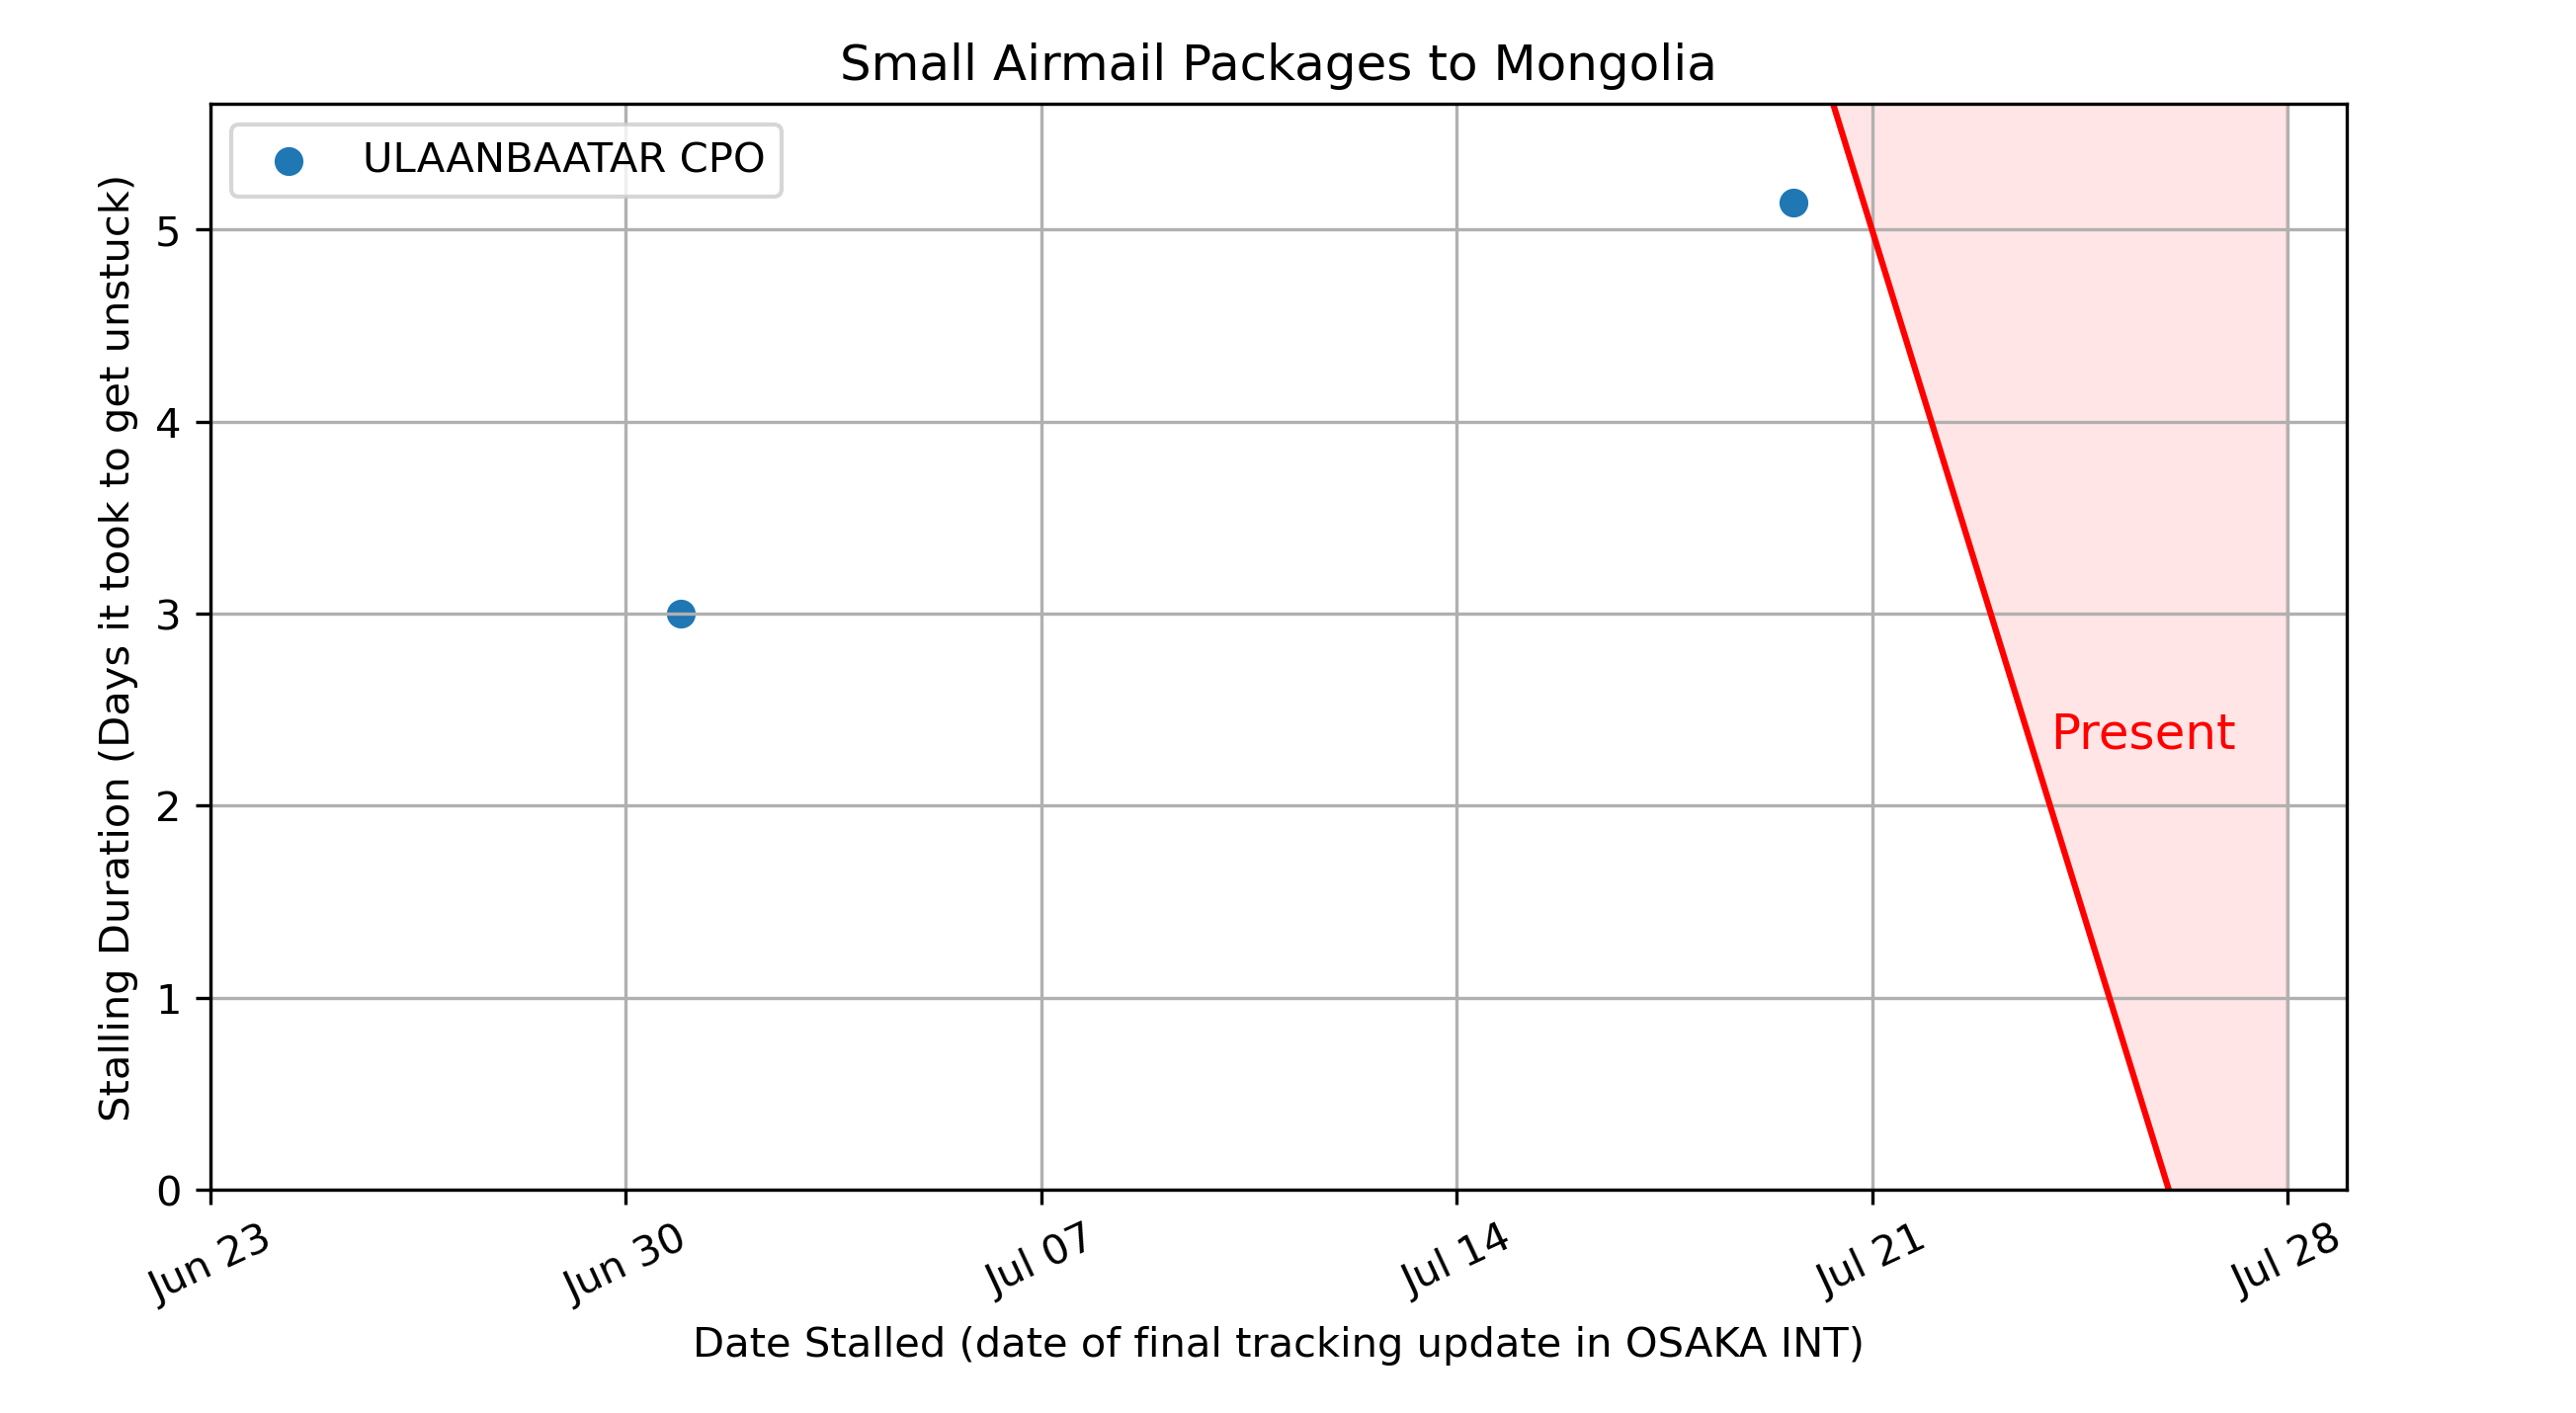 Small Airmail Packages to Mongolia
ULAANBAATAR CPO
Stalling Duration (Days it took to get unstuck)
5
4
3
2
1
0
Present
Jun 23
Jun 30
Jul 07
Jul 14
Jul 21
Jul 28
Date Stalled (date of final tracking update in OSAKA INT)